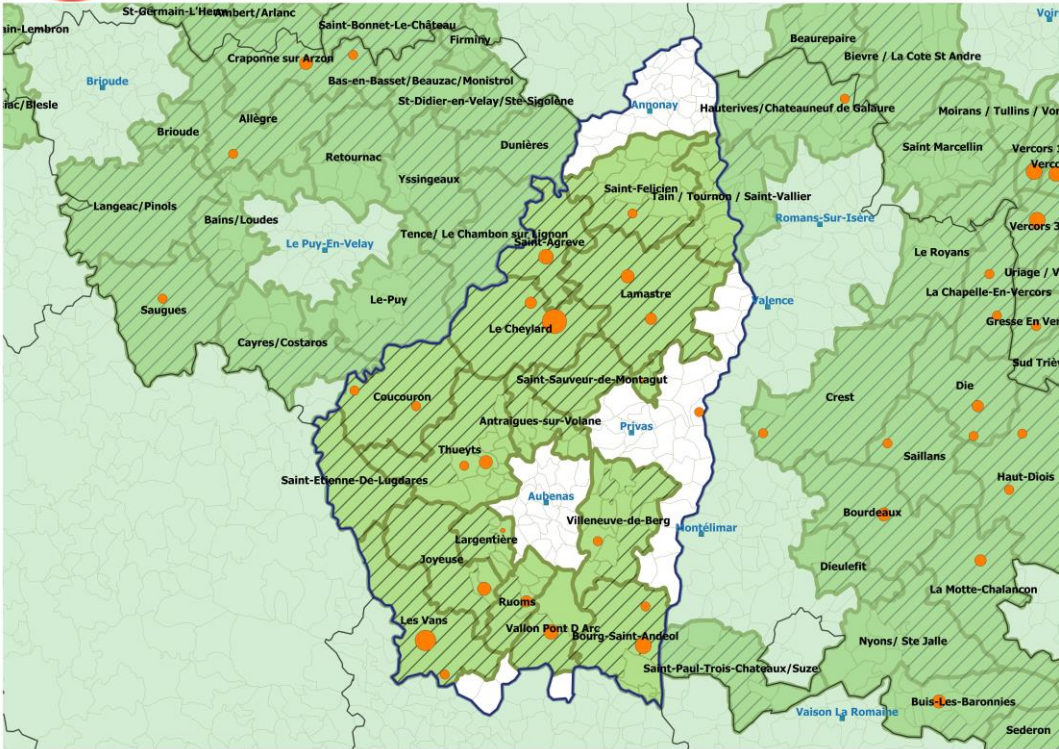 St-Germain-L'Herm
Ambert/Arlanc
Saint-Bonnet-Le-Château
Voir
ain-Lembron
Firminy
Beaurepaire
Craponne sur Arzon
Bievre / La Cote St Andre
Brioude
Bas-en-Basset/Beauzac/Monistrol
St-Didier-en-Velay/Ste-Sigolène
Annonay
Hauterives/Chateauneuf de Galaure
iac/Blesle
Allègre
Moirans / Tullins / Vor
Brioude
Dunières
Saint Marcellin
Vercors
Retournac
Verco
Yssingeaux
Saint-Felicien
Tain / Tournon / Saint-Vallier
Langeac/Pinols
Bains/Loudes
Romans-Sur-Isère
Vercors 3
Tence/ Le Chambon sur Lignon
Le Puy-En-Velay
Saint-Agreve
Le Royans
Uriage / V
Le-Puy
Lamastre
La Chapelle-En-Vercors
Saugues
Valence
Le Cheylard
Gresse En Ver
Cayres/Costaros
Sud Triè
Saint-Sauveur-de-Montagut
Die
Coucouron
Crest
Antraigues-sur-Volane
Privas
Thueyts
Saillans
Saint-Etienne-De-Lugdares
Haut-Diois
Aubenas
Bourdeaux
Villeneuve-de-Berg
Montélimar
Largentière
Joyeuse
Dieulefit
La Motte-Chalancon
Ruoms
Les Vans
Vallon Pont D Arc
Bourg-Saint-Andeol
Nyons/ Ste Jalle
Saint-Paul-Trois-Chateaux/Suze
Buis-Les-Baronnies
Vaison La Romaine
Sederon